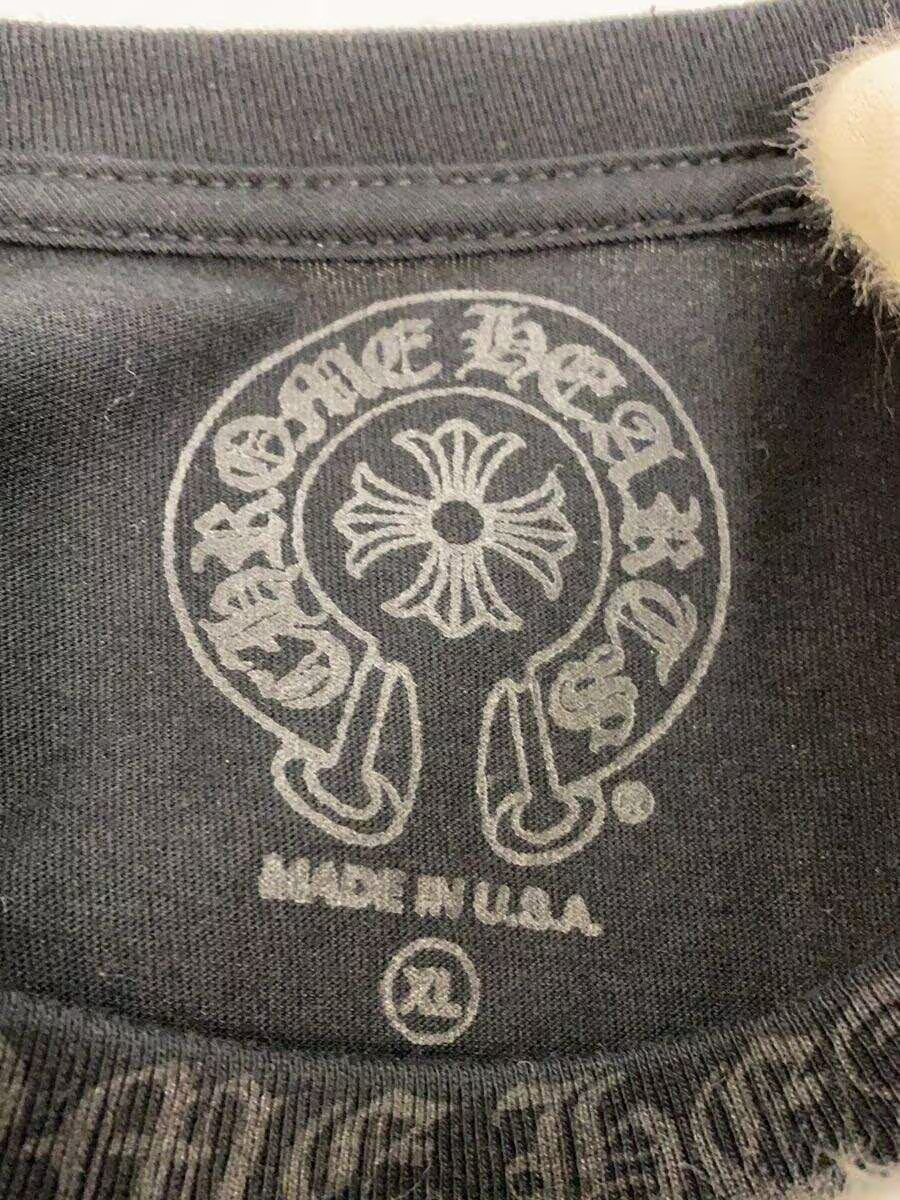 CHROME HEARTS
®
MADE IN U.S.A.
XL